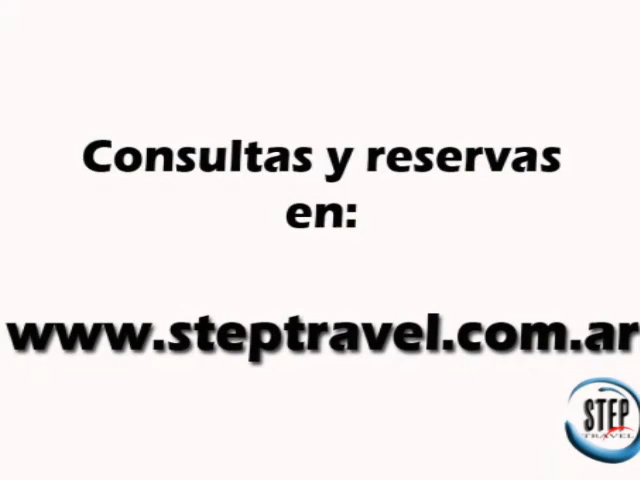 Consultas y reservas
en:
www.steptravel.com.ar
STEP
TRAVEL